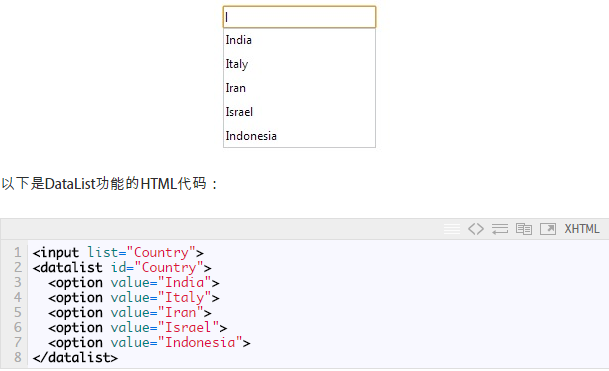 I
India
Italy
Iran
Israel
Indonesia
以下是DataList功能的HTML代码：
XHTML
1 <input list="Country">
2 <datalist id="Country">
3   <option value="India">
4   <option value="Italy">
5   <option value="Iran">
6   <option value="Israel">
7   <option value="Indonesia">
8 </datalist>